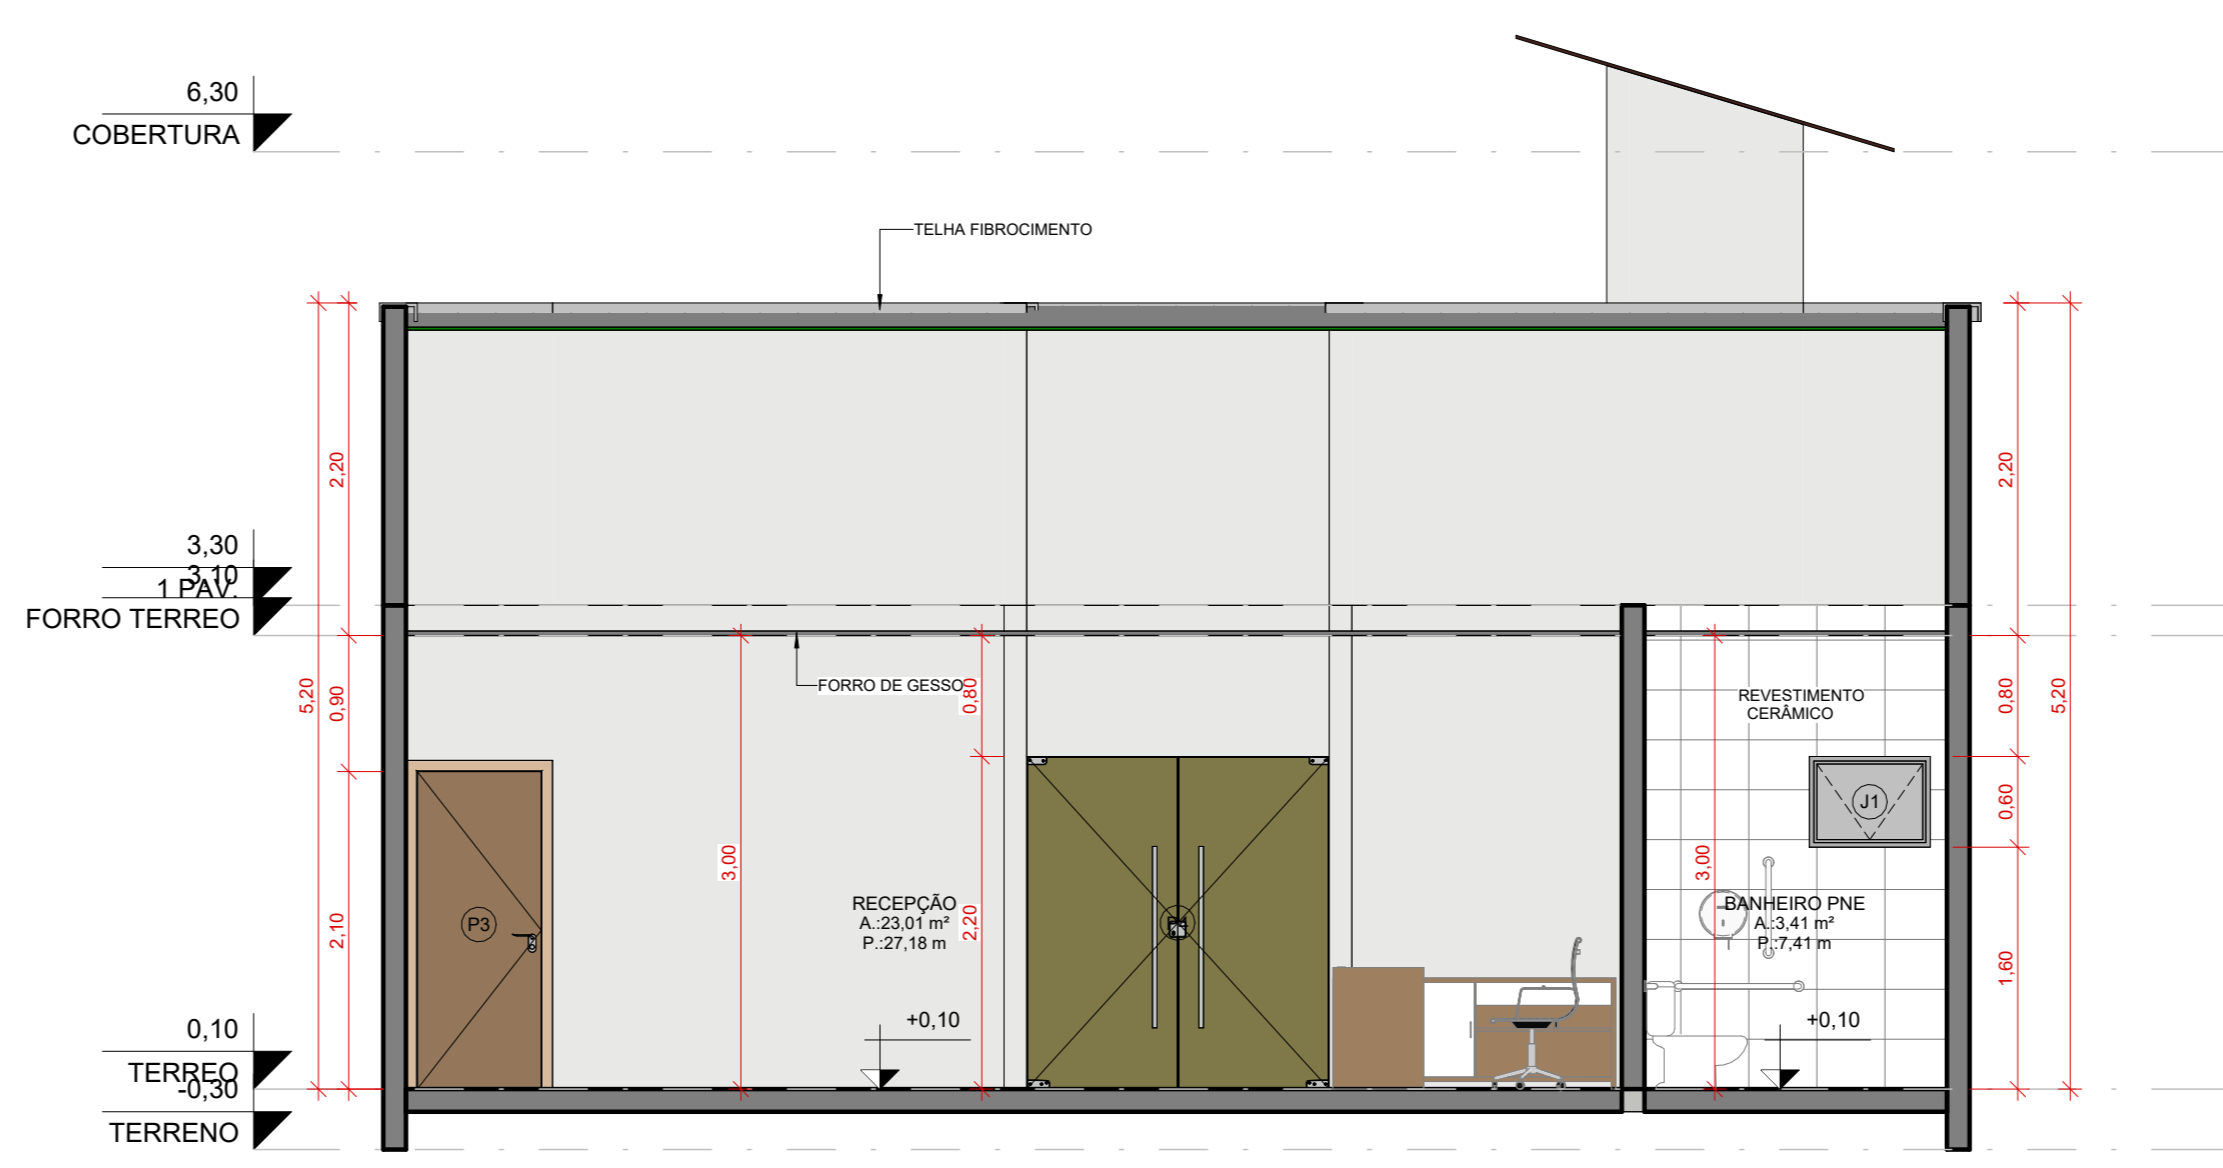 6,30
COBERTURA
TELHA FIBROCIMENTO
2,20
2,20
3,30
3,10
1 PAV.
FORRO TERREO
5,20
0,90
FORRO DE GESSO
0,80
REVESTIMENTO
CERÂMICO
0,80
5,20
0,60
J1
3,00
3,00
2,10
P3
RECEPÇÃO
A.:23,01 m²
P.:27,18 m
2,20
BANHEIRO PNE
A.:3,41 m²
P.:7,41 m
1,60
0,10
TERREO
+0,10
+0,10
-0,30
TERRENO